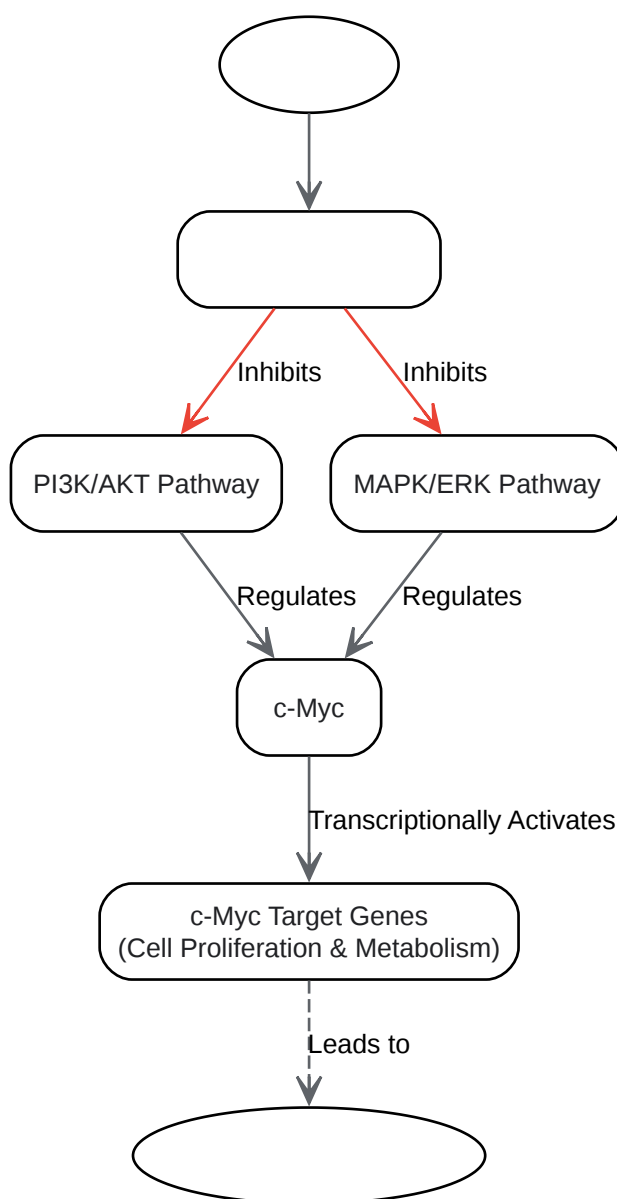 Inhibits
Inhibits
PI3K/AKT Pathway
MAPK/ERK Pathway
Regulates
Regulates
c-Myc
Transcriptionally Activates
c-Myc Target Genes
(Cell Proliferation & Metabolism)
Leads to